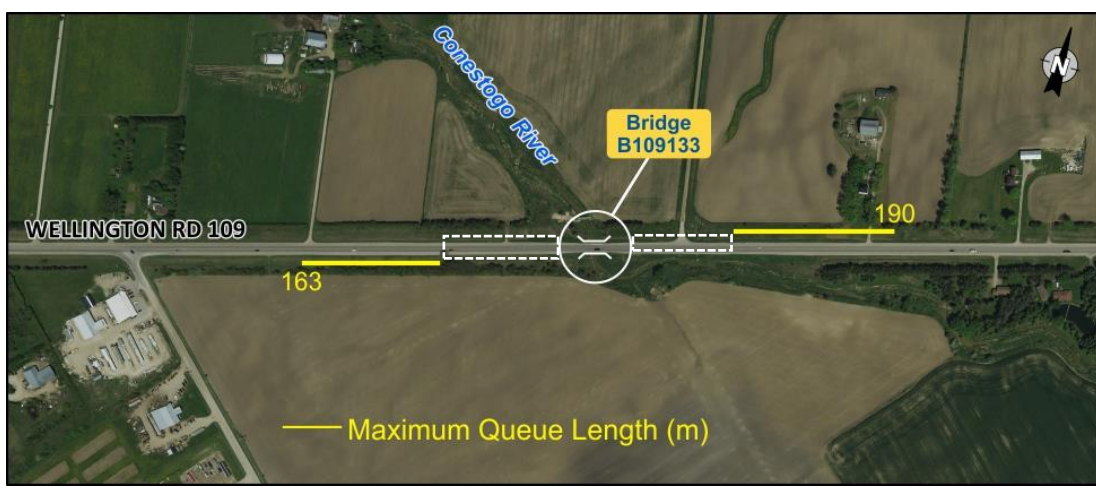 Conestogo River
N
Bridge
B109133
WELLINGTON RD 109
190
163
Maximum Queue Length (m)